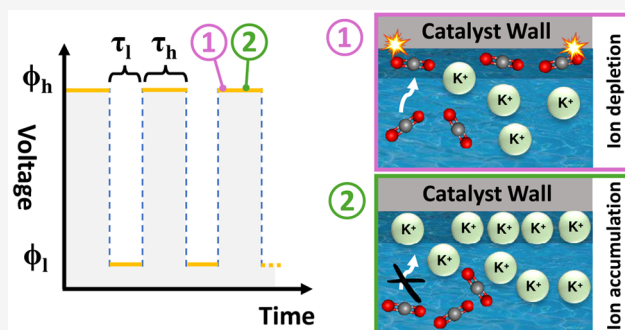 τl
τh
1
2
ϕh
Voltage
ϕl
Time
1
Catalyst Wall
K+
K+
K+
K+
Ion depletion
2
Catalyst Wall
K+
K+
K+
K+
K+
K+
K+
K+
K+
Ion accumulation